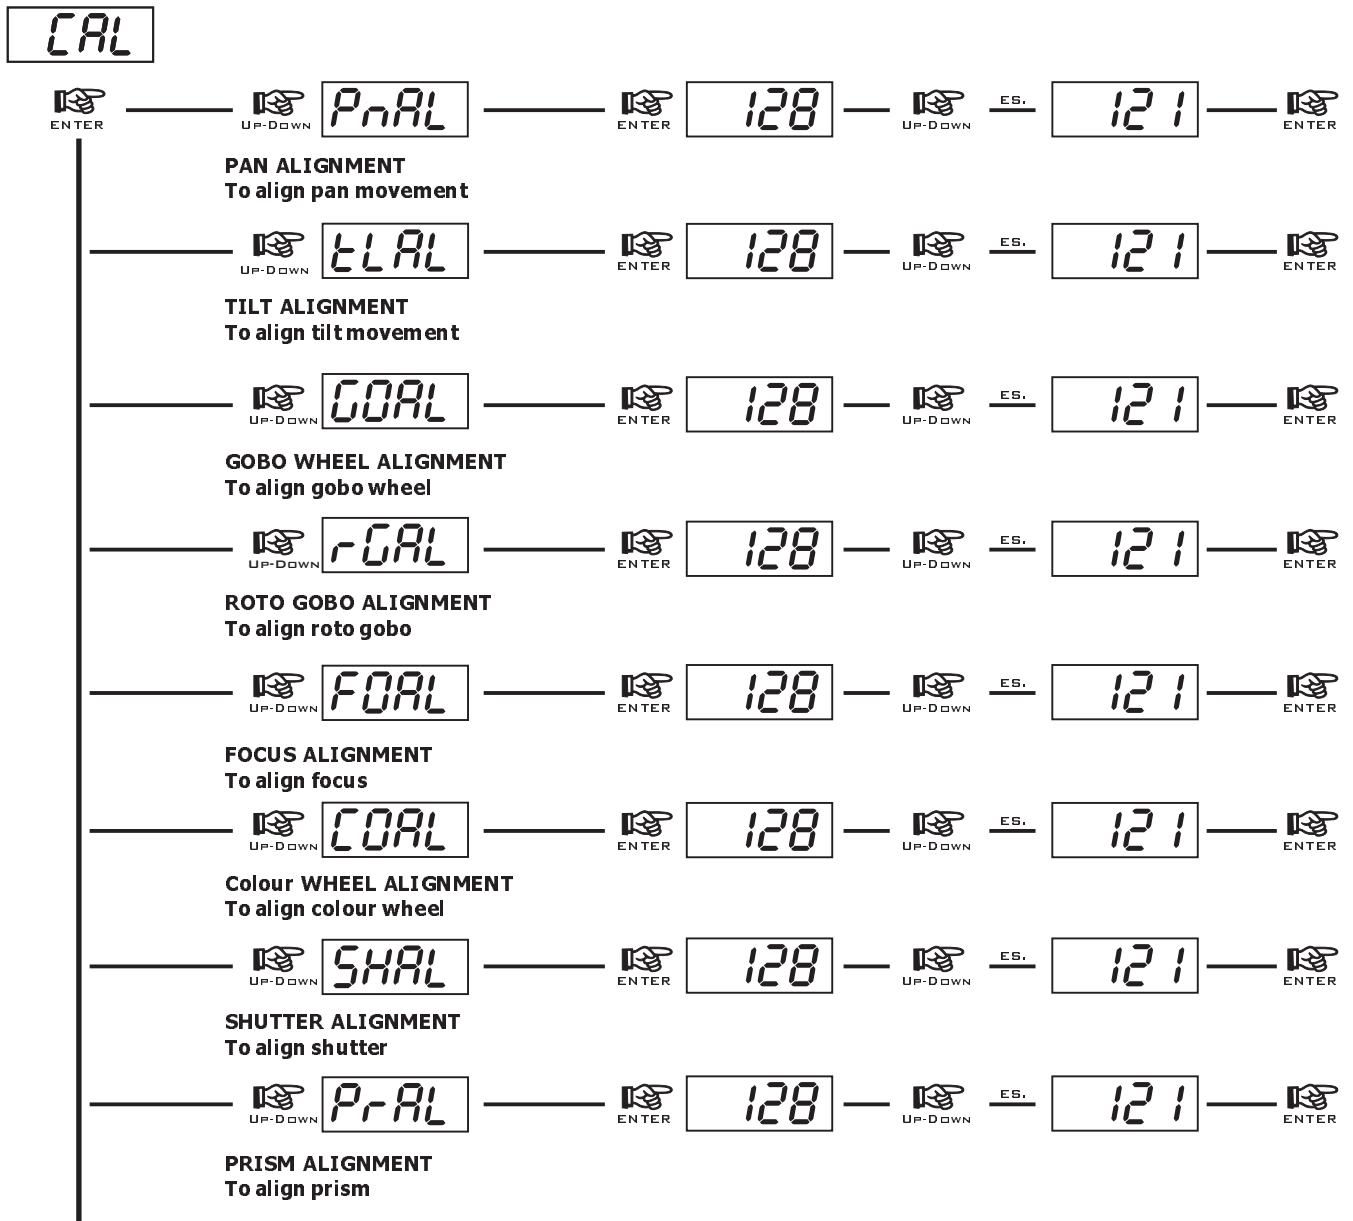 CAL
ENTER UP-DOWN PnAL ENTER 128 UP-DOWN ES. 121 ENTER
PAN ALIGNMENT
To align pan movement
UP-DOWN tLAL ENTER 128 UP-DOWN ES. 121 ENTER
TILT ALIGNMENT
To align tilt movement
UP-DOWN GOAL ENTER 128 UP-DOWN ES. 121 ENTER
GOBO WHEEL ALIGNMENT
To align gobo wheel
UP-DOWN rGAL ENTER 128 UP-DOWN ES. 121 ENTER
ROTO GOBO ALIGNMENT
To align roto gobo
UP-DOWN FOAL ENTER 128 UP-DOWN ES. 121 ENTER
FOCUS ALIGNMENT
To align focus
UP-DOWN COAL ENTER 128 UP-DOWN ES. 121 ENTER
Colour WHEEL ALIGNMENT
To align colour wheel
UP-DOWN SHAL ENTER 128 UP-DOWN ES. 121 ENTER
SHUTTER ALIGNMENT
To align shutter
UP-DOWN PrAL ENTER 128 UP-DOWN ES. 121 ENTER
PRISM ALIGNMENT
To align prism